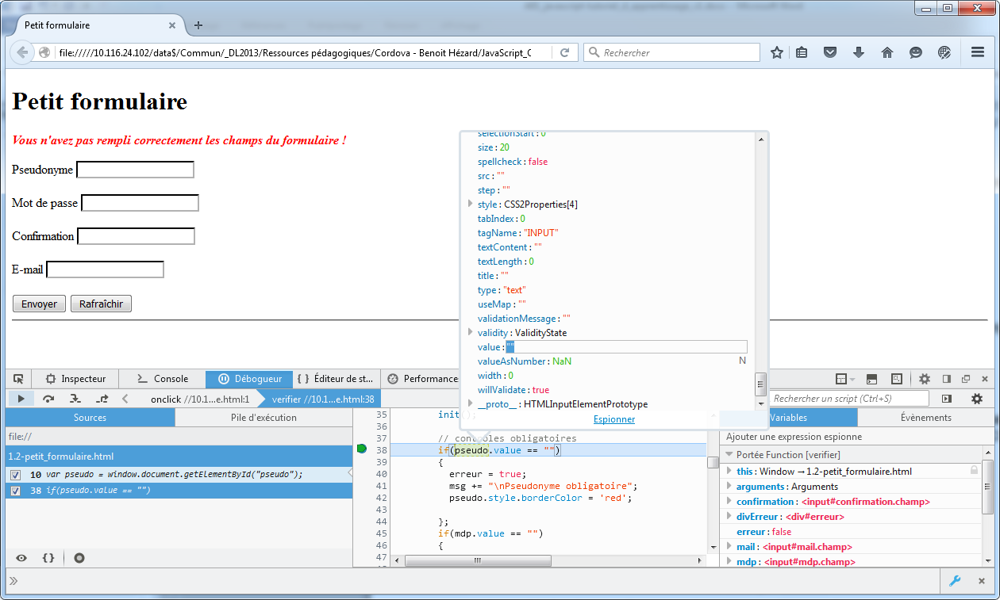 Petit formulaire
file://///10.116.24.102/data$/Commun/_DL2013/Ressources pédagogiques/Cordova - Benoit Hézard/JavaScript_C
Rechercher
Petit formulaire
Vous n'avez pas rempli correctement les champs du formulaire !
Pseudonyme
Mot de passe
Confirmation
E-mail
Envoyer Rafraîchir
selectionStart : 0
size : 20
spellcheck : false
src : ""
step : ""
style : CSS2Properties[4]
tabIndex : 0
tagName : "INPUT"
textContent : ""
textLength : 0
title : ""
type : "text"
useMap : ""
validationMessage : ""
validity : ValidityState
value : ""
valueAsNumber : NaN N
width : 0
willValidate : true
__proto__ : HTMLInputElementPrototype
Espionner
Inspecteur Console Débogueur Éditeur de st... Performance
onclick //10.1...e.html:1 verifier //10.1...e.html:38
Rechercher un script (Ctrl+S)
Sources Pile d'exécution
file://
1.2-petit_formulaire.html
10 var pseudo = window.document.getElementById("pseudo");
38 if(pseudo.value == "")
35 init();
36
37 // contrôles obligatoires
38 if(pseudo.value == "")
39 {
40 erreur = true;
41 msg += "\nPseudonyme obligatoire";
42 pseudo.style.borderColor = 'red';
43
44 };
45 if(mdp.value == "")
46 {
47
Variables Évènements
Ajouter une expression espionne
Portée Function [verifier]
this : Window → 1.2-petit_formulaire.html
arguments : Arguments
confirmation : <input#confirmation.champ>
divErreur : <div#erreur>
erreur : false
mail : <input#mail.champ>
mdp : <input#mdp.champ>